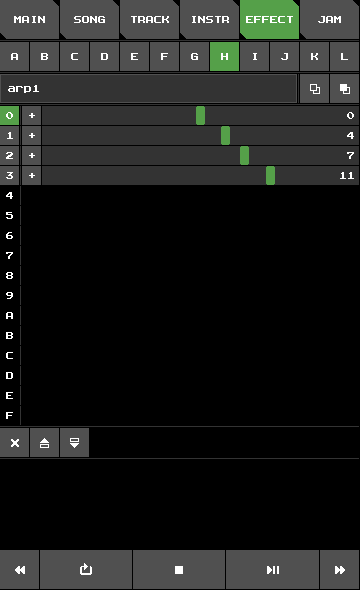 MAIN SONG TRACK INSTR EFFECT JAM
A B C D E F G H I J K L
arp1
0 + 0
1 + 4
2 + 7
3 + 11
4
5
6
7
8
9
A
B
C
D
E
F